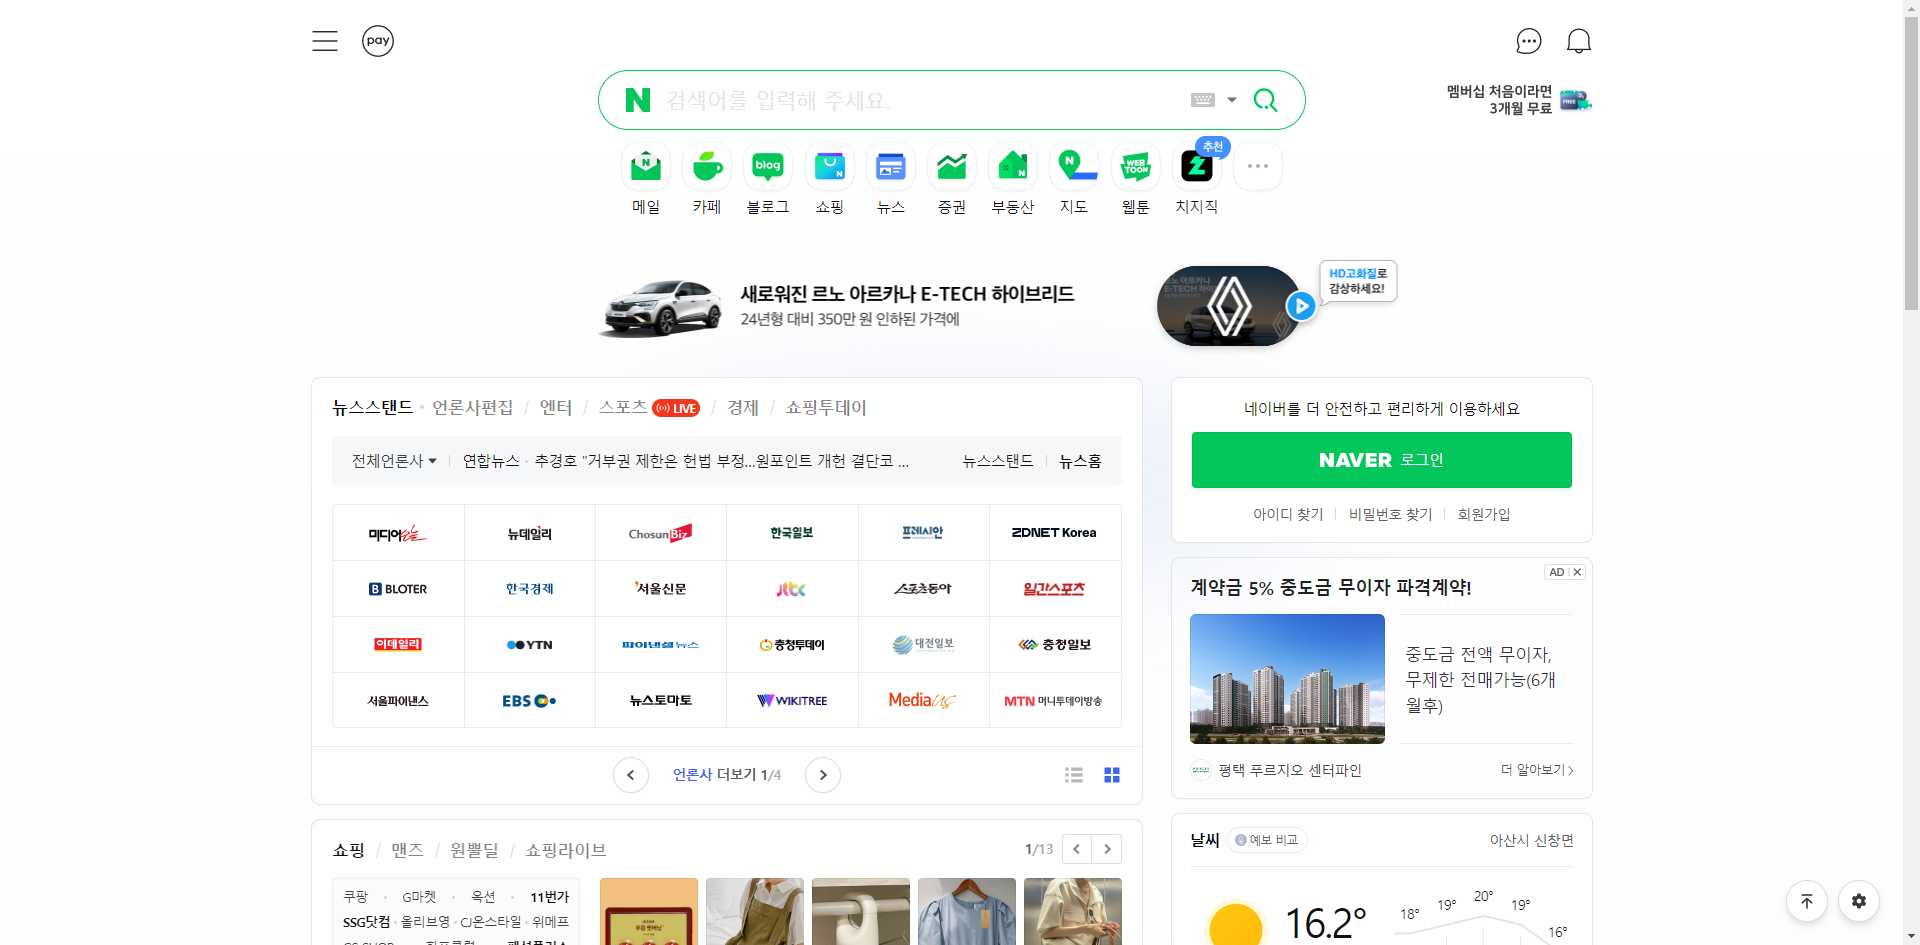 pay
N 검색어를 입력해 주세요.
멤버십 처음이라면
3개월 무료
추천
메일 카페 블로그 쇼핑 뉴스 증권 부동산 지도 웹툰 치지직
새로워진 르노 아르카나 E-TECH 하이브리드
24년형 대비 350만 원 인하된 가격에
HD고화질로
감상하세요!
뉴스스탠드 · 언론사편집 / 엔터 / 스포츠 LIVE / 경제 / 쇼핑투데이
전체언론사 연합뉴스 · 추경호 "거부권 제한은 헌법 부정...원포인트 개헌 결단코 ... 뉴스스탠드 뉴스홈
미디어오늘 뉴데일리 ChosunBiz 한국일보 프레시안 ZDNET Korea
BLOTER 한국경제 서울신문 jtbc 스포츠동아 일간스포츠
이데일리 YTN 파이낸셜뉴스 충청투데이 대전일보 충청일보
서울파이낸스 EBS 뉴스토마토 WIKITREE Mediaus MTN 머니투데이방송
언론사 더보기 1/4
네이버를 더 안전하고 편리하게 이용하세요
NAVER 로그인
아이디 찾기 비밀번호 찾기 회원가입
AD
계약금 5% 중도금 무이자 파격계약!
중도금 전액 무이자,
무제한 전매가능(6개
월후)
평택 푸르지오 센터파인 더 알아보기
쇼핑 / 맨즈 / 원쁠딜 / 쇼핑라이브 1/13
쿠팡 · G마켓 · 옥션 · 11번가
SSG닷컴 · 올리브영 · CJ온스타일 · 위메프
날씨 예보 비교 아산시 신창면
16.2° 18° 19° 20° 19° 16°